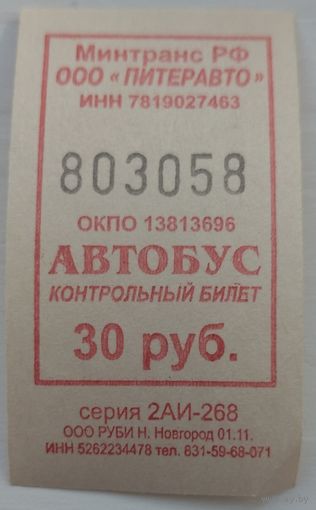 Минтранс РФ
ООО «ПИТЕРАВТО»
ИНН 7819027463
803058
ОКПО 13813696
АВТОБУС
КОНТРОЛЬНЫЙ БИЛЕТ
30 руб.
серия 2АИ-268
ООО РУБИ Н. Новгород 01.11.
ИНН 5262234478 тел. 831-59-68-071